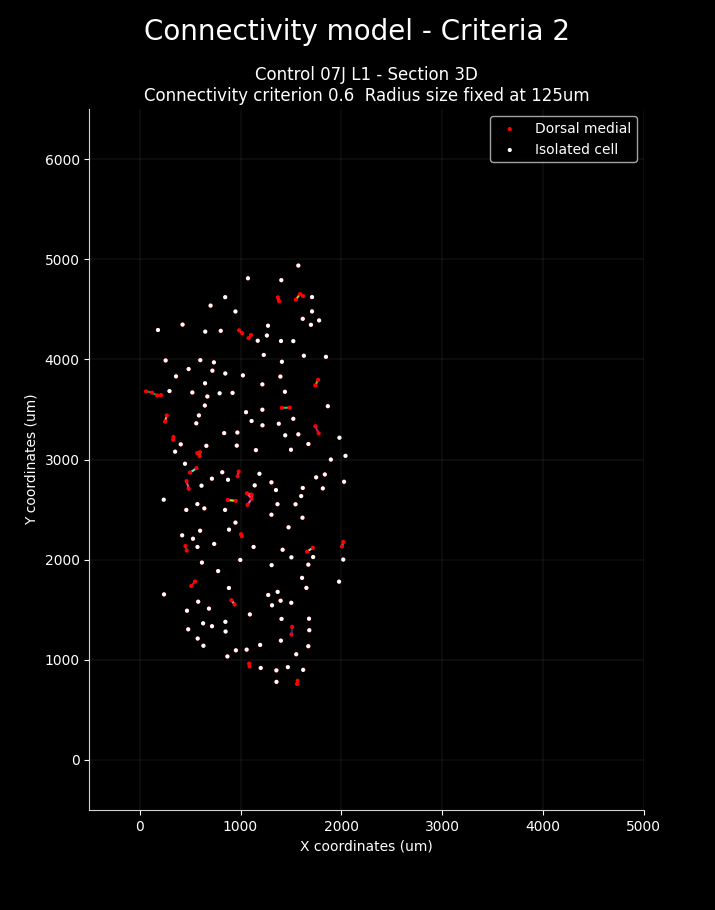 Connectivity model - Criteria 2
Control 07J L1 - Section 3D
Connectivity criterion 0.6  Radius size fixed at 125um
Dorsal medial
Isolated cell
6000
5000
4000
3000
2000
1000
0
Y coordinates (um)
0 1000 2000 3000 4000 5000
X coordinates (um)